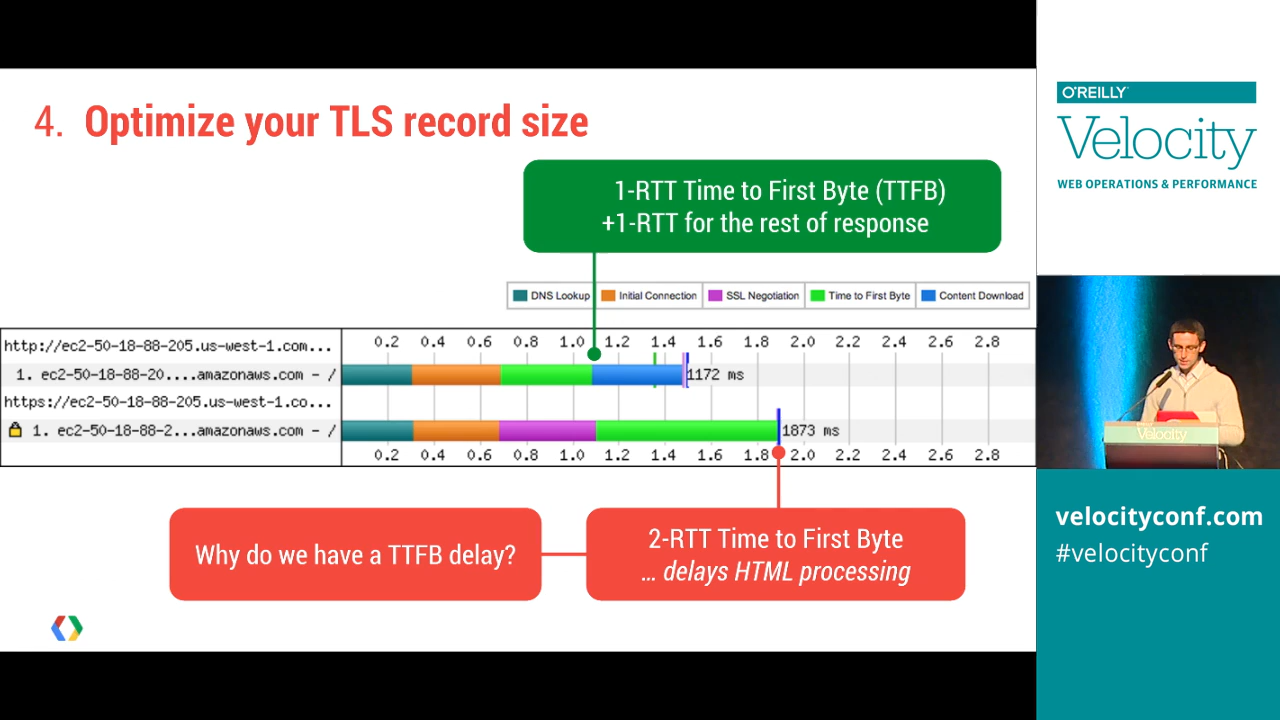 4. Optimize your TLS record size
1-RTT Time to First Byte (TTFB)
+1-RTT for the rest of response
DNS Lookup Initial Connection SSL Negotiation Time to First Byte Content Download
http://ec2-50-18-88-205.us-west-1.com... 0.2 0.4 0.6 0.8 1.0 1.2 1.4 1.6 1.8 2.0 2.2 2.4 2.6 2.8
1. ec2-50-18-88-20....amazonaws.com - / 1172 ms
https://ec2-50-18-88-205.us-west-1.co...
1. ec2-50-18-88-2...amazonaws.com - / 1873 ms
0.2 0.4 0.6 0.8 1.0 1.2 1.4 1.6 1.8 2.0 2.2 2.4 2.6 2.8
Why do we have a TTFB delay?
2-RTT Time to First Byte
... delays HTML processing
O'REILLY
Velocity
WEB OPERATIONS & PERFORMANCE
Velocity
velocityconf.com
#velocityconf